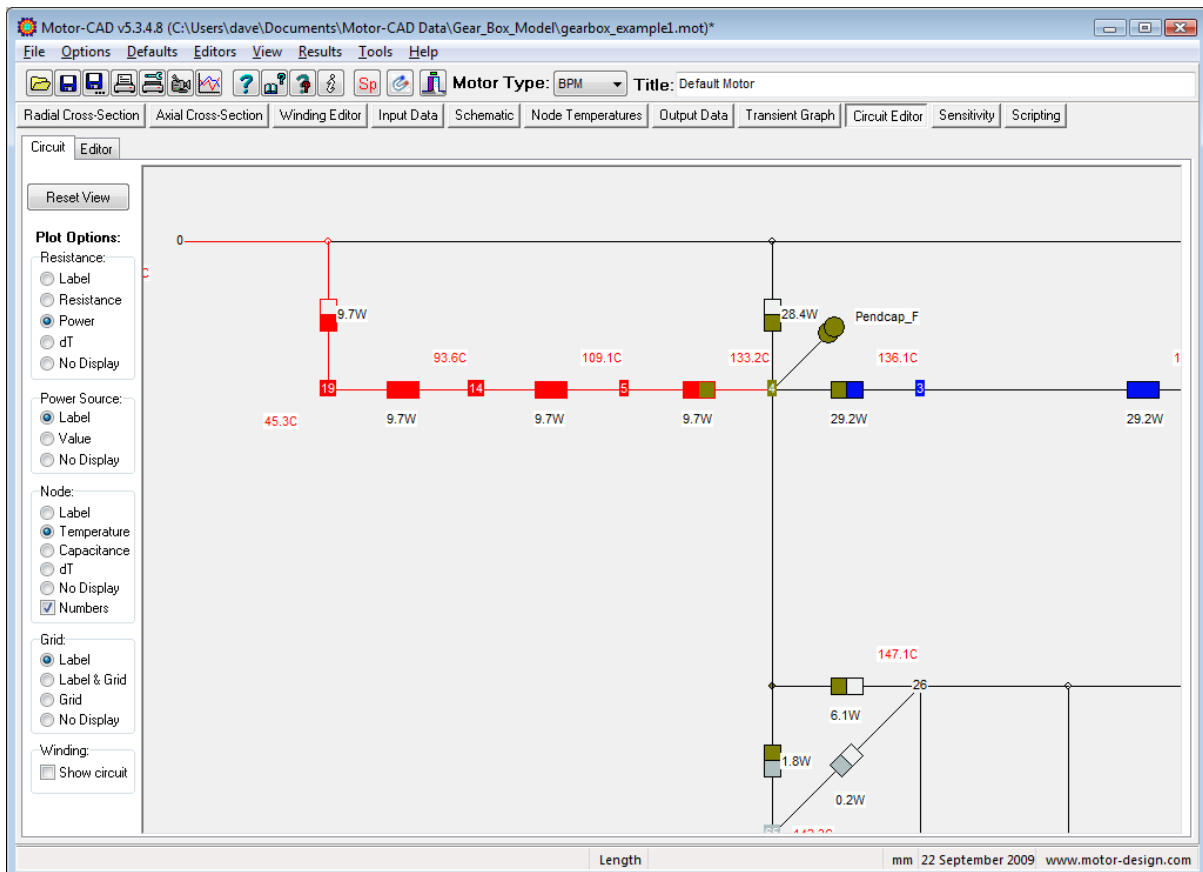 Motor-CAD v5.3.4.8 (C:\Users\dave\Documents\Motor-CAD Data\Gear_Box_Model\gearbox_example1.mot)*
File Options Defaults Editors View Results Tools Help
Sp Motor Type: BPM Title: Default Motor
Radial Cross-Section Axial Cross-Section Winding Editor Input Data Schematic Node Temperatures Output Data Transient Graph Circuit Editor Sensitivity Scripting
Circuit Editor
Reset View
Plot Options:
Resistance:
Label
Resistance
Power
dT
No Display
Power Source:
Label
Value
No Display
Node:
Label
Temperature
Capacitance
dT
No Display
Numbers
Grid:
Label
Label & Grid
Grid
No Display
Winding:
Show circuit
0
9.7W 28.4W Pendcap_F
93.6C 109.1C 133.2C 136.1C
19 14 5 4 3
45.3C 9.7W 9.7W 9.7W 29.2W 29.2W
147.1C
26
6.1W
1.8W
0.2W
Length mm 22 September 2009 www.motor-design.com